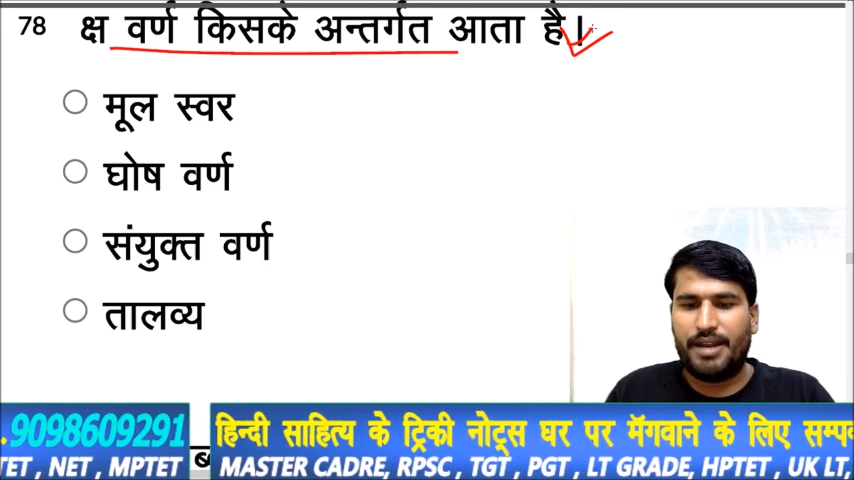 78 क्ष वर्ण किसके अन्तर्गत आता है।
मूल स्वर
घोष वर्ण
संयुक्त वर्ण
तालव्य
.9098609291 हिन्दी साहित्य के ट्रिकी नोट्स घर पर मॅगवाने के लिए सम्पव
TET , NET , MPTET MASTER CADRE, RPSC , TGT , PGT , LT GRADE, HPTET , UK LT,